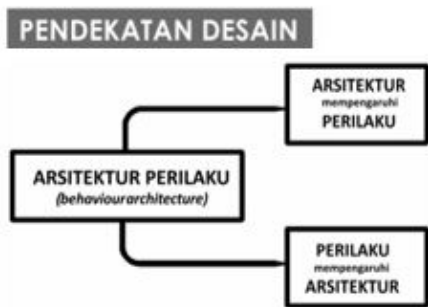 PENDEKATAN DESAIN
ARSITEKTUR
mempengaruhi
PERILAKU
ARSITEKTUR PERILAKU
(behaviourarchitecture)
PERILAKU
mempengaruhi
ARSITEKTUR